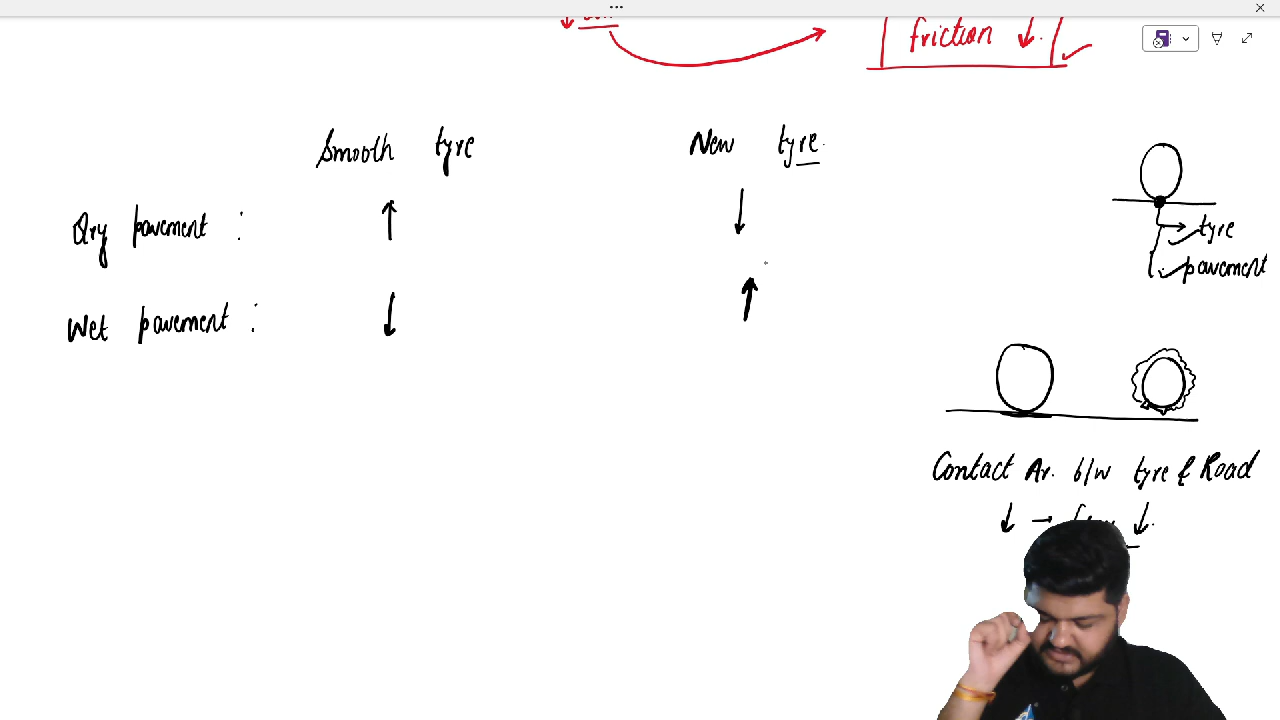 friction ↓.
Smooth tyre New tyre.
Dry pavement : ↑ ↓
Wet pavement : ↓ ↑
tyre
pavement
Contact Ar. b/w tyre & Road
↓ → ↓.